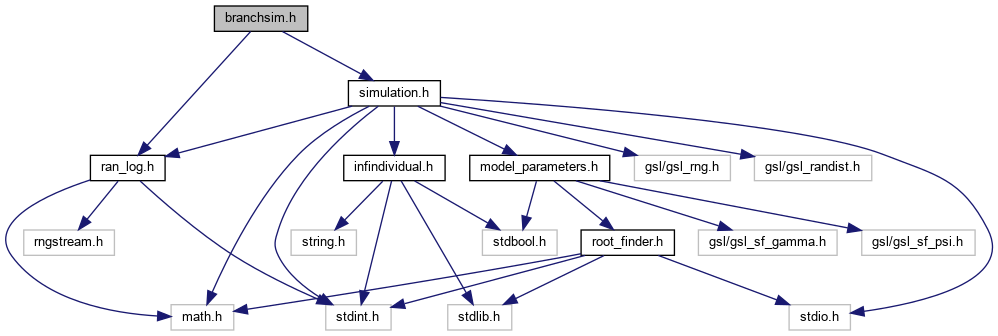 branchsim.h
simulation.h
ran_log.h
infindividual.h
model_parameters.h
gsl/gsl_rng.h
gsl/gsl_randist.h
rngstream.h
string.h
stdbool.h
root_finder.h
gsl/gsl_sf_gamma.h
gsl/gsl_sf_psi.h
math.h
stdint.h
stdlib.h
stdio.h